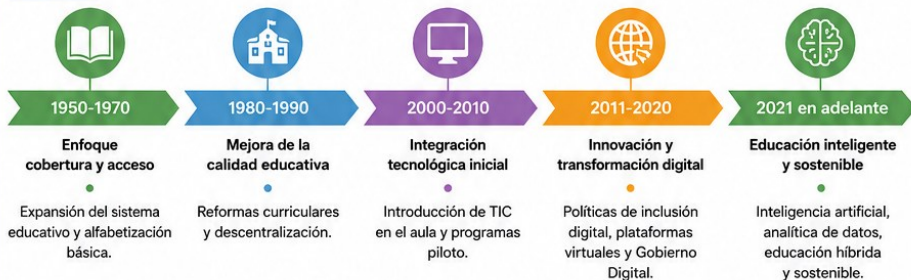 1950-1970
Enfoque
cobertura y acceso
Expansión del sistema
educativo y alfabetización
básica.
1980-1990
Mejora de la
calidad educativa
Reformas curriculares
y descentralización.
2000-2010
Integración
tecnológica inicial
Introducción de TIC
en el aula y programas
piloto.
2011-2020
Innovación y
transformación digital
Políticas de inclusión
digital, plataformas
virtuales y Gobierno
Digital.
2021 en adelante
Educación inteligente
y sostenible
Inteligencia artificial,
analítica de datos,
educación híbrida
y sostenible.